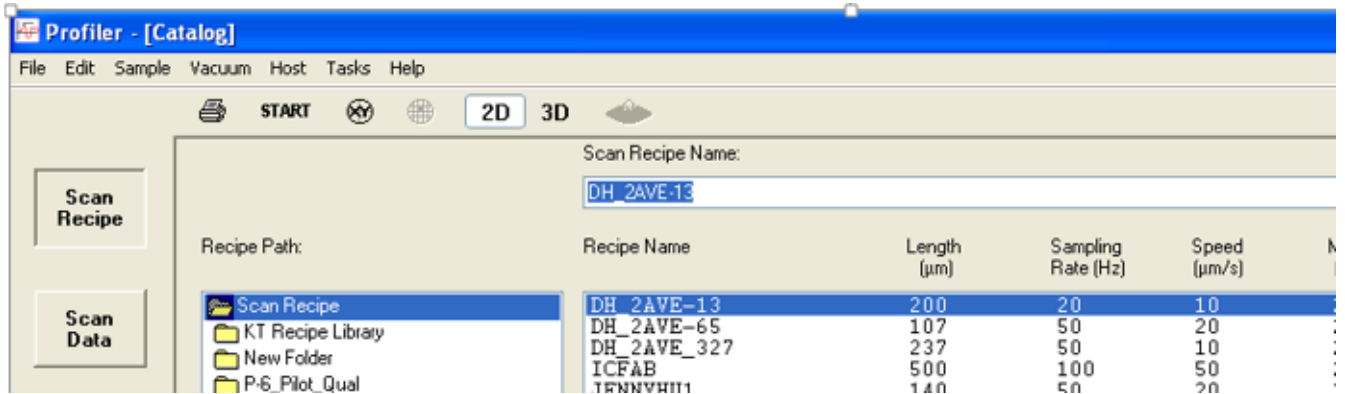 Profiler - [Catalog]
File Edit Sample Vacuum Host Tasks Help
START XY 2D 3D
Scan Recipe Name:
DH_2AVE-13
Scan Recipe
Recipe Path:
Recipe Name Length (µm) Sampling Rate (Hz) Speed (µm/s)
Scan Data
Scan Recipe
KT Recipe Library
New Folder
P-6_Pilot_Qual
DH_2AVE-13 200 20 10
DH_2AVE-65 107 50 20
DH_2AVE_327 237 50 10
ICFAB 500 100 50
JENNYHU1 140 50 20